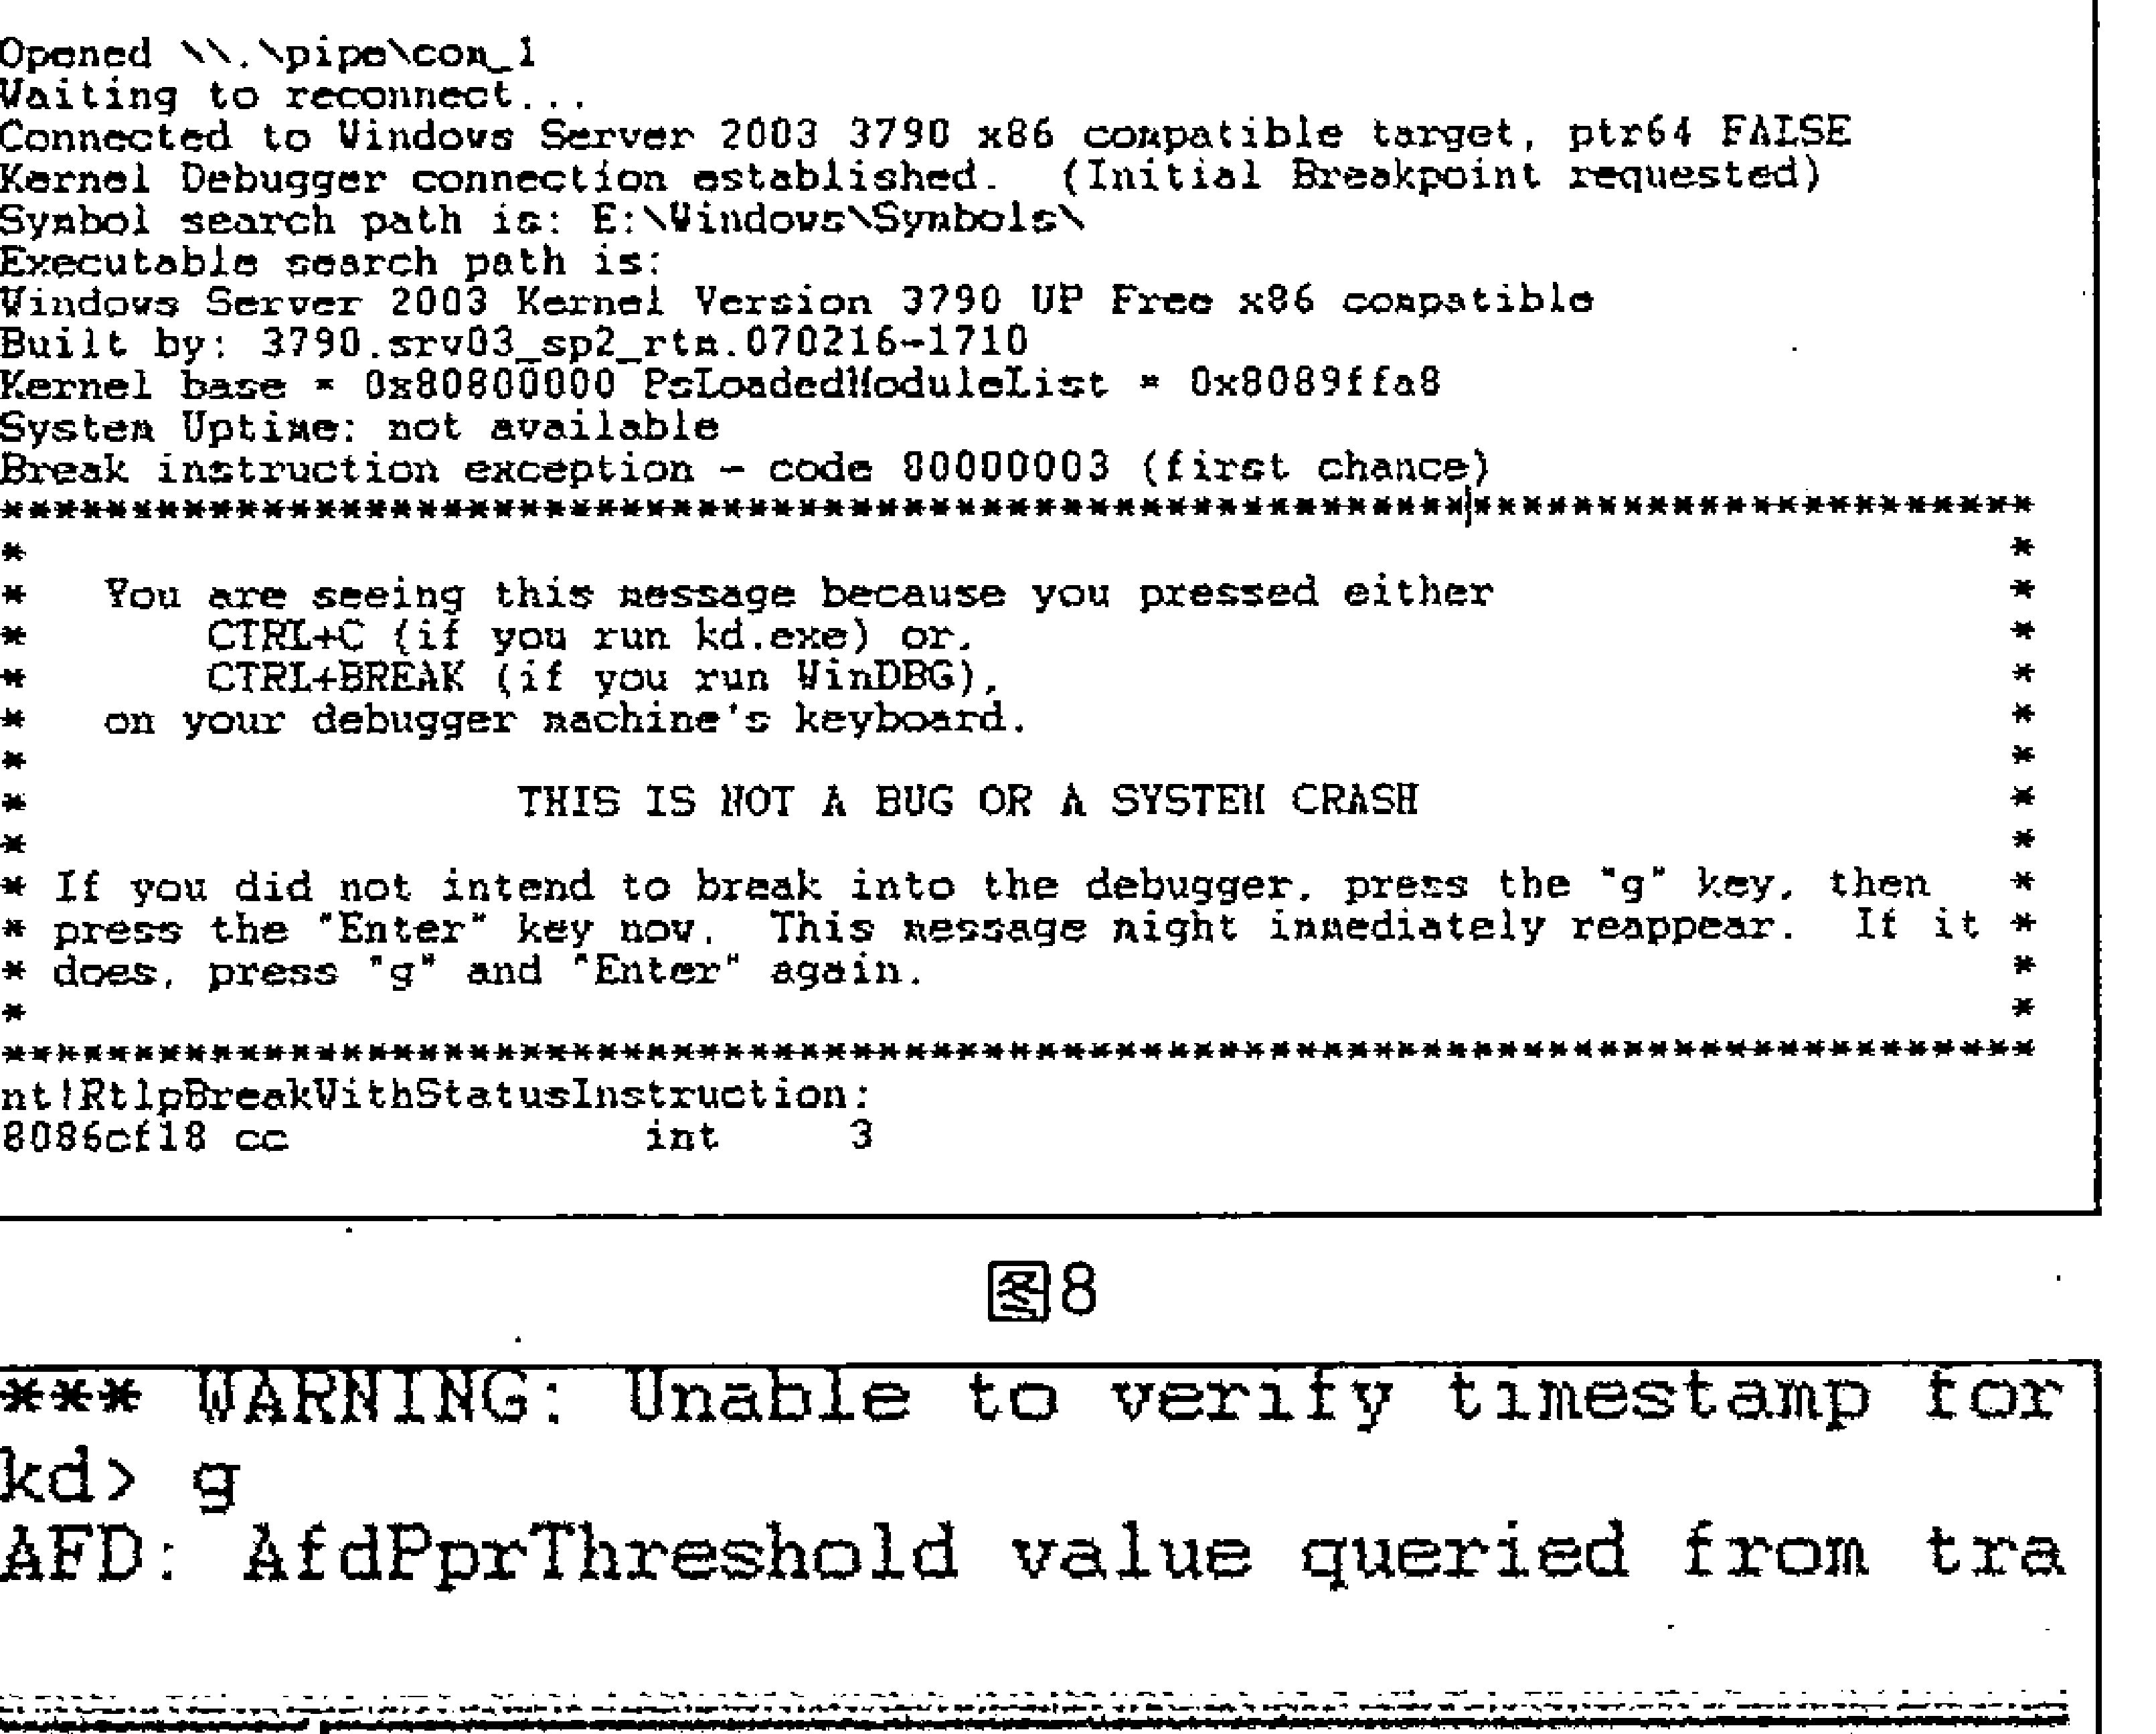 Opened \\.\pipe\com_1
Waiting to reconnect...
Connected to Windows Server 2003 3790 x86 compatible target, ptr64 FALSE
Kernel Debugger connection established.  (Initial Breakpoint requested)
Symbol search path is: E:\Windows\Symbols\
Executable search path is:
Windows Server 2003 Kernel Version 3790 UP Free x86 compatible
Built by: 3790.srv03_sp2_rtm.070216-1710
Kernel base = 0x80800000 PsLoadedModuleList = 0x8089ffa8
System Uptime: not available
Break instruction exception - code 80000003 (first chance)
*******************************************************************************
*                                                                             *
*   You are seeing this message because you pressed either                    *
*       CTRL+C (if you run kd.exe) or,                                        *
*       CTRL+BREAK (if you run WinDBG),                                       *
*   on your debugger machine's keyboard.                                      *
*                                                                             *
*                   THIS IS NOT A BUG OR A SYSTEM CRASH                       *
*                                                                             *
* If you did not intend to break into the debugger, press the "g" key, then   *
* press the "Enter" key now.  This message might immediately reappear.  If it *
* does, press "g" and "Enter" again.                                          *
*                                                                             *
*******************************************************************************
nt!RtlpBreakWithStatusInstruction:
8086cf18 cc              int     3
图8
*** WARNING: Unable to verify timestamp for
kd> g
AFD: AfdPprThreshold value queried from tra